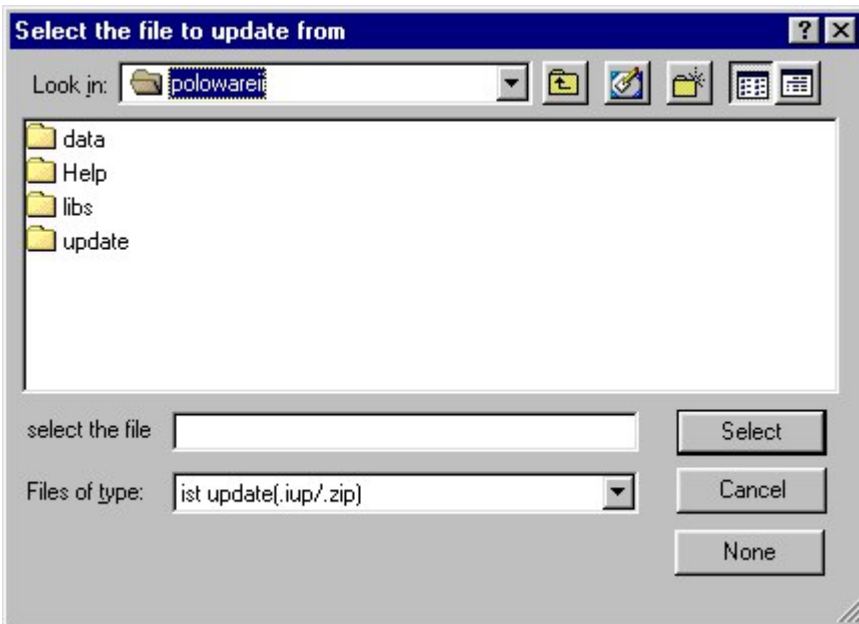 Select the file to update from
Look in: polowareii
data
Help
libs
update
select the file
Select
Files of type: ist update(.iup/.zip)
Cancel
None